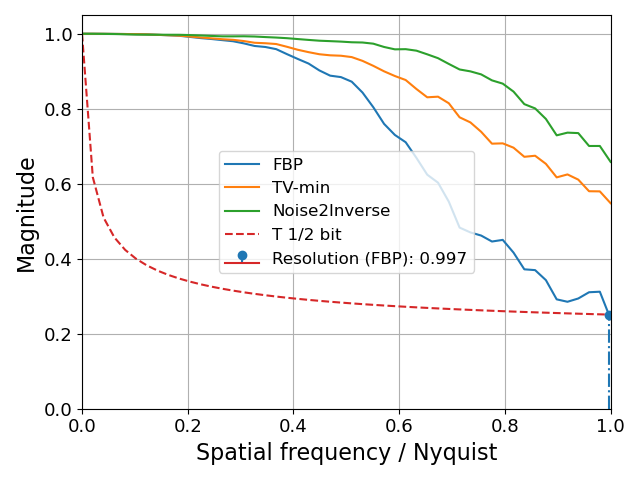 1.0
0.8
0.6
0.4
0.2
0.0
Magnitude
FBP
TV-min
Noise2Inverse
T 1/2 bit
Resolution (FBP): 0.997
0.0 0.2 0.4 0.6 0.8 1.0
Spatial frequency / Nyquist